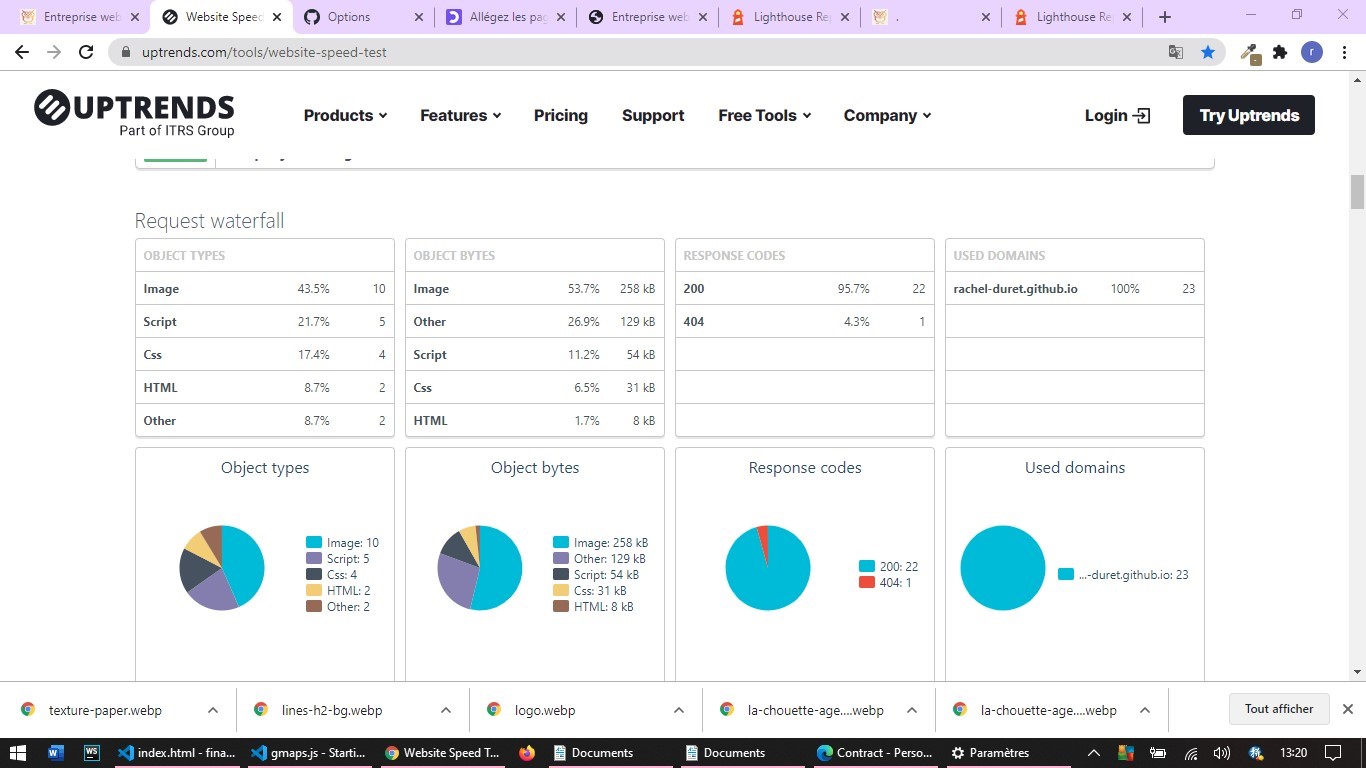 Entreprise web
Website Speed
Options
Allégez les pag
Entreprise web
Lighthouse Rep
.
Lighthouse Rep
uptrends.com/tools/website-speed-test
r
UPTRENDS
Part of ITRS Group
Products
Features
Pricing
Support
Free Tools
Company
Login
Try Uptrends
Request waterfall
OBJECT TYPES
Image 43.5% 10
Script 21.7% 5
Css 17.4% 4
HTML 8.7% 2
Other 8.7% 2
OBJECT BYTES
Image 53.7% 258 kB
Other 26.9% 129 kB
Script 11.2% 54 kB
Css 6.5% 31 kB
HTML 1.7% 8 kB
RESPONSE CODES
200 95.7% 22
404 4.3% 1
USED DOMAINS
rachel-duret.github.io 100% 23
Object types
Image: 10
Script: 5
Css: 4
HTML: 2
Other: 2
Object bytes
Image: 258 kB
Other: 129 kB
Script: 54 kB
Css: 31 kB
HTML: 8 kB
Response codes
200: 22
404: 1
Used domains
...-duret.github.io: 23
texture-paper.webp
lines-h2-bg.webp
logo.webp
la-chouette-age....webp
la-chouette-age....webp
Tout afficher
index.html - fina...
gmaps.js - Starti...
Website Speed T...
Documents
Documents
Contract - Perso...
Paramètres
13:20